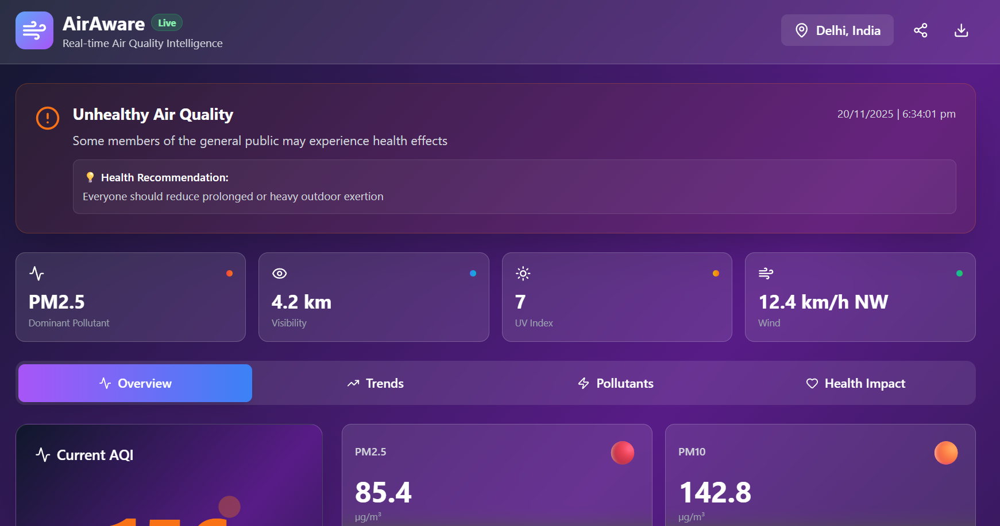 AirAware Live
Real-time Air Quality Intelligence
Delhi, India
Unhealthy Air Quality
20/11/2025 | 6:34:01 pm
Some members of the general public may experience health effects
Health Recommendation:
Everyone should reduce prolonged or heavy outdoor exertion
PM2.5
Dominant Pollutant
4.2 km
Visibility
7
UV Index
12.4 km/h NW
Wind
Overview
Trends
Pollutants
Health Impact
Current AQI
PM2.5
85.4
µg/m³
PM10
142.8
µg/m³